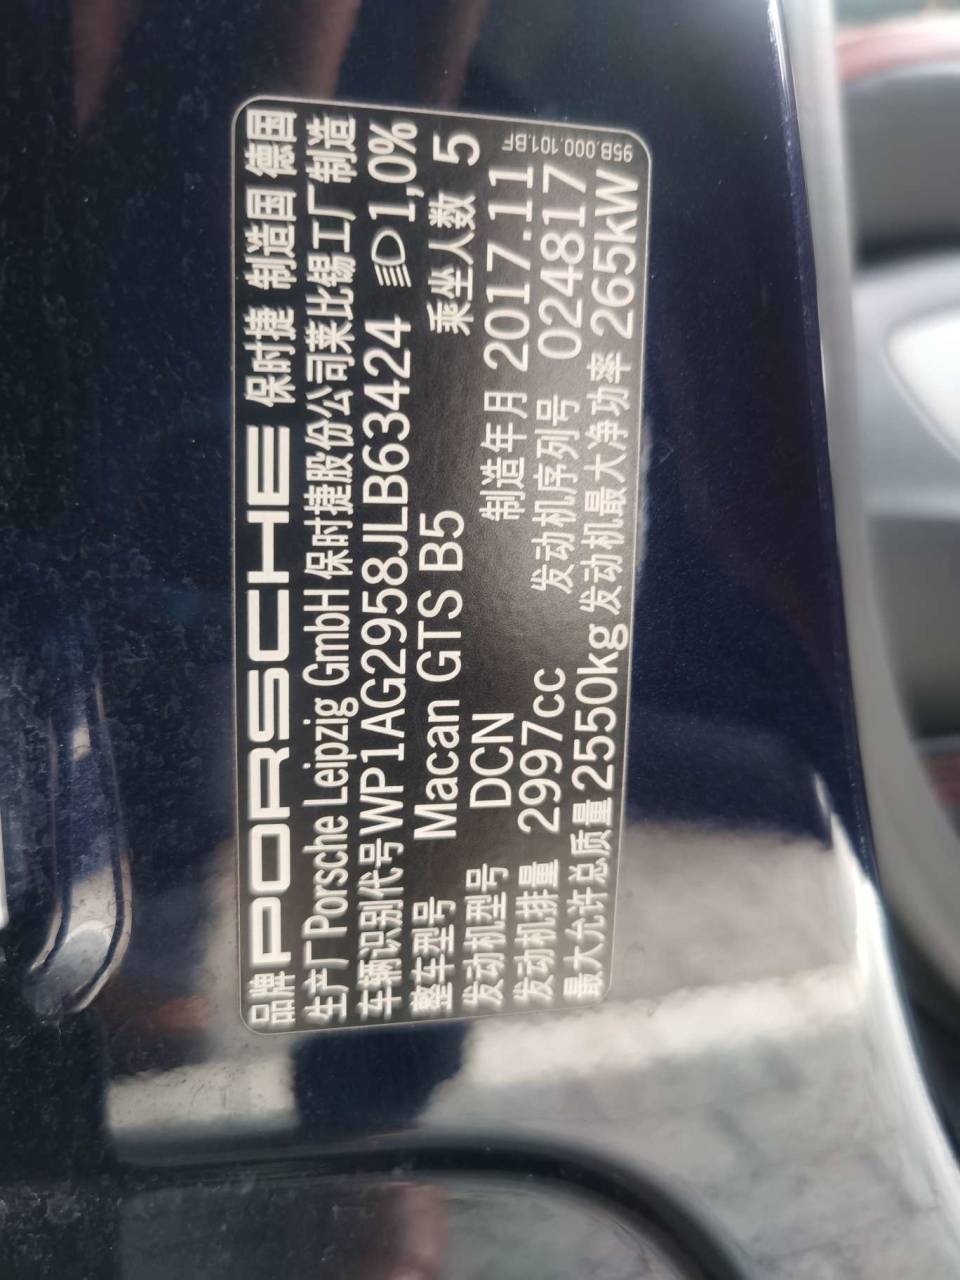 品牌 PORSCHE 保时捷 制造国 德国
生产厂 Porsche Leipzig GmbH 保时捷股份公司莱比锡工厂制造
车辆识别代号 WP1AG2958JLB63424 1,0%
整车型号 Macan GTS B5 乘坐人数 5
发动机型号 DCN 制造年月 2017.11
发动机排量 2997cc 发动机序列号 024817
最大允许总质量 2550kg 发动机最大净功率 265kW
95B.000.101.BF